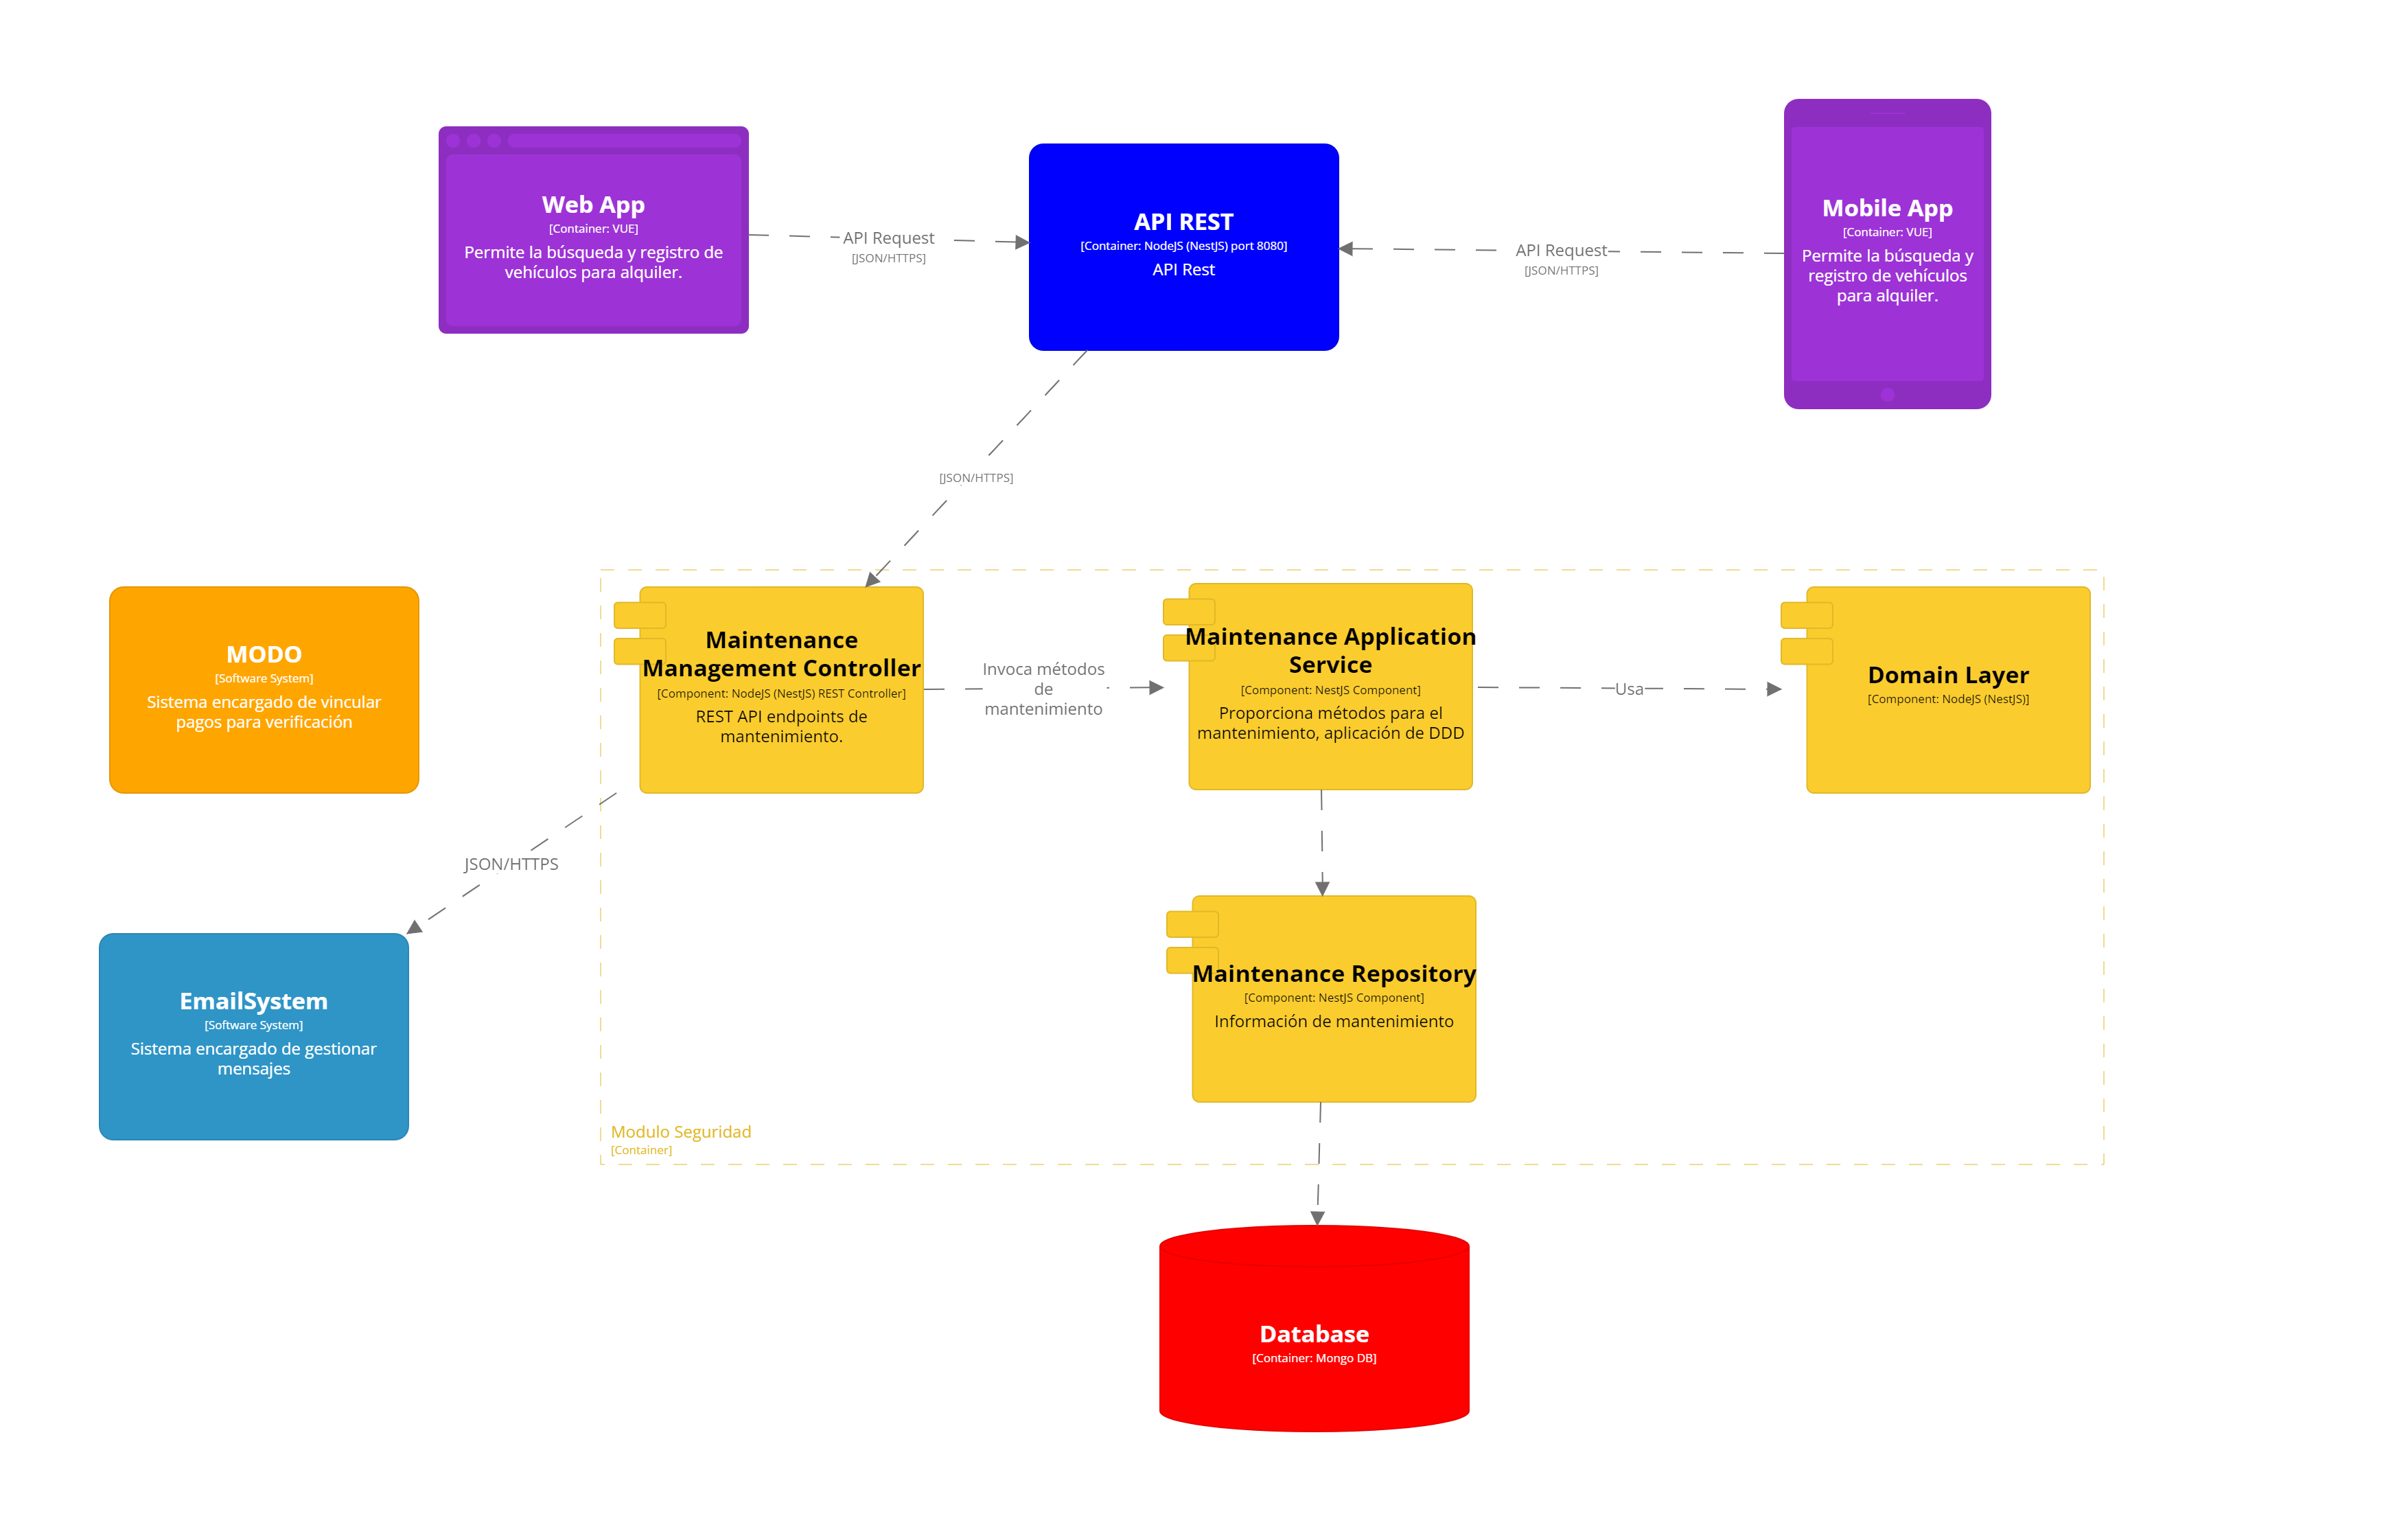 Web App
[Container: VUE]
Permite la búsqueda y registro de
vehículos para alquiler.
API Request
[JSON/HTTPS]
API REST
[Container: NodeJS (NestJS) port 8080]
API Rest
API Request
[JSON/HTTPS]
Mobile App
[Container: VUE]
Permite la búsqueda y
registro de vehículos
para alquiler.
[JSON/HTTPS]
MODO
[Software System]
Sistema encargado de vincular
pagos para verificación
Maintenance
Management Controller
[Component: NodeJS (NestJS) REST Controller]
REST API endpoints de
mantenimiento.
Invoca métodos
de
mantenimiento
Maintenance Application
Service
[Component: NestJS Component]
Proporciona métodos para el
mantenimiento, aplicación de DDD
Usa
Domain Layer
[Component: NodeJS (NestJS)]
JSON/HTTPS
EmailSystem
[Software System]
Sistema encargado de gestionar
mensajes
Maintenance Repository
[Component: NestJS Component]
Información de mantenimiento
Modulo Seguridad
[Container]
Database
[Container: Mongo DB]